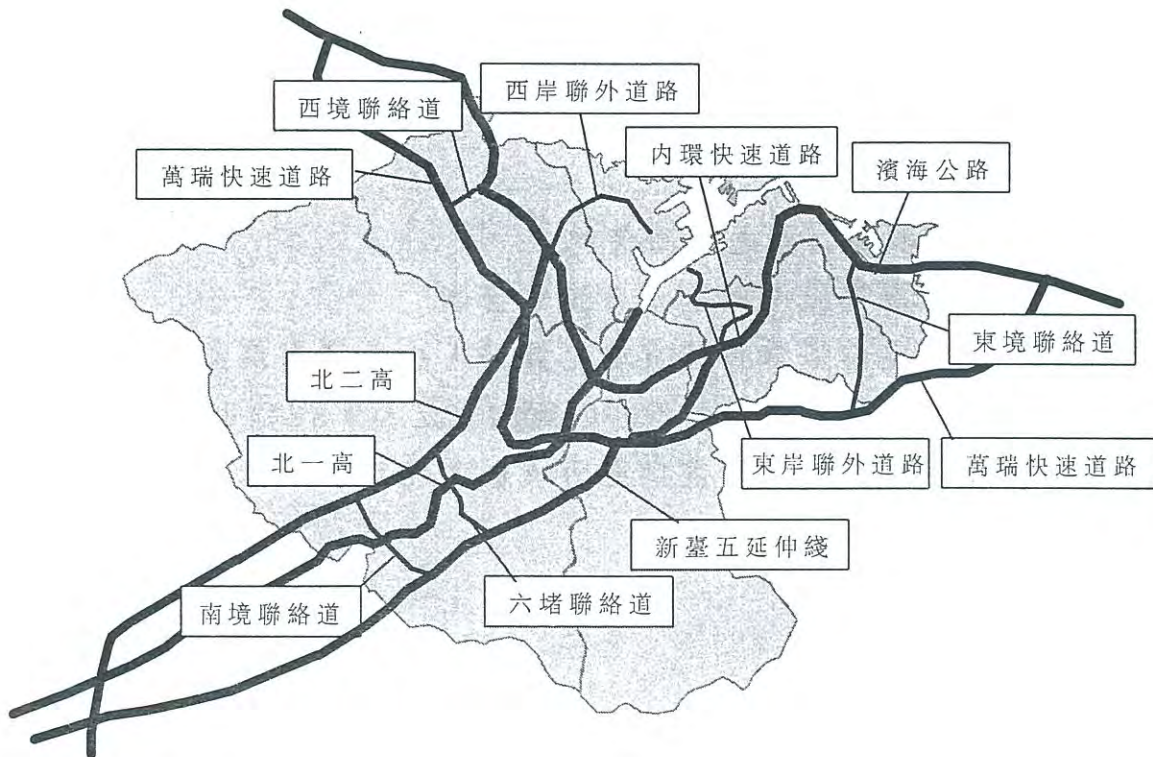 西岸聯外道路
西境聯絡道
内環快速道路
萬瑞快速道路
濱海公路
東境聯絡道
北二高
北一高
東岸聯外道路
萬瑞快速道路
新臺五延伸綫
南境聯絡道
六堵聯絡道